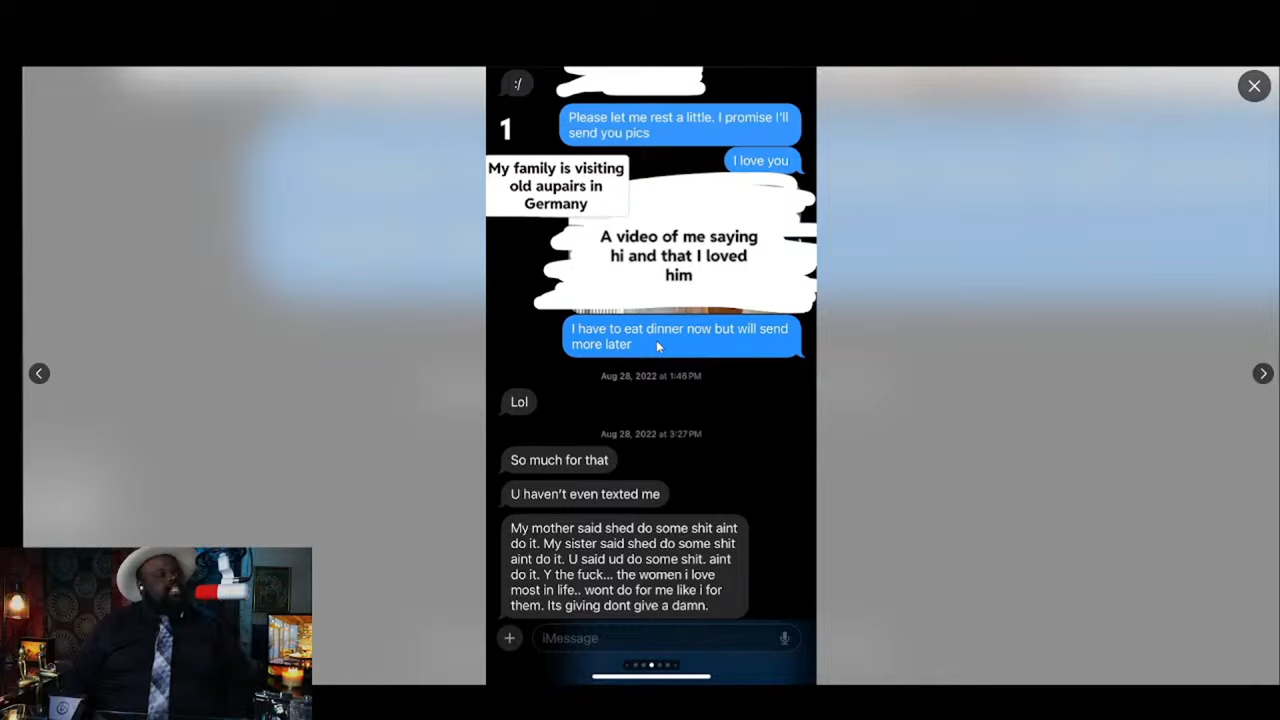 :/
1
Please let me rest a little. I promise I'll
send you pics
I love you
My family is visiting
old aupairs in
Germany
A video of me saying
hi and that I loved
him
I have to eat dinner now but will send
more later
Aug 28, 2022 at 1:46 PM
Lol
Aug 28, 2022 at 3:27 PM
So much for that
U haven't even texted me
My mother said shed do some shit aint
do it. My sister said shed do some shit
aint do it. U said ud do some shit. aint
do it. Y the fuck... the women i love
most in life.. wont do for me like i for
them. Its giving dont give a damn.
iMessage